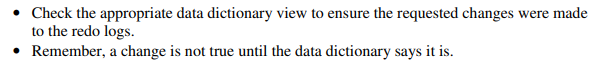 • Check the appropriate data dictionary view to ensure the requested changes were made
to the redo logs.
• Remember, a change is not true until the data dictionary says it is.